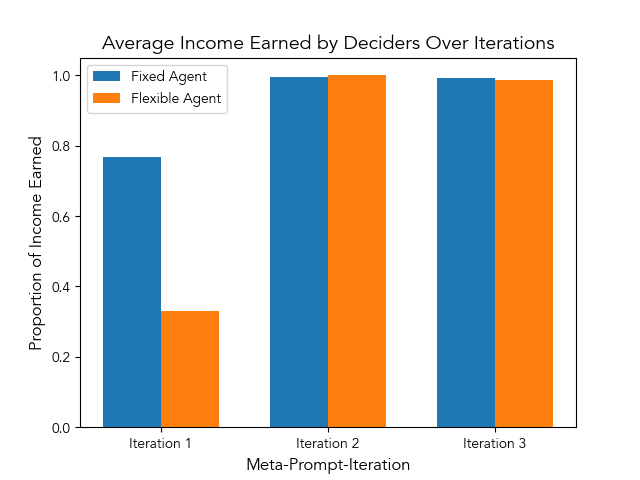 Average Income Earned by Deciders Over Iterations
Fixed Agent
Flexible Agent
Proportion of Income Earned
1.0
0.8
0.6
0.4
0.2
0.0
Iteration 1
Iteration 2
Iteration 3
Meta-Prompt-Iteration